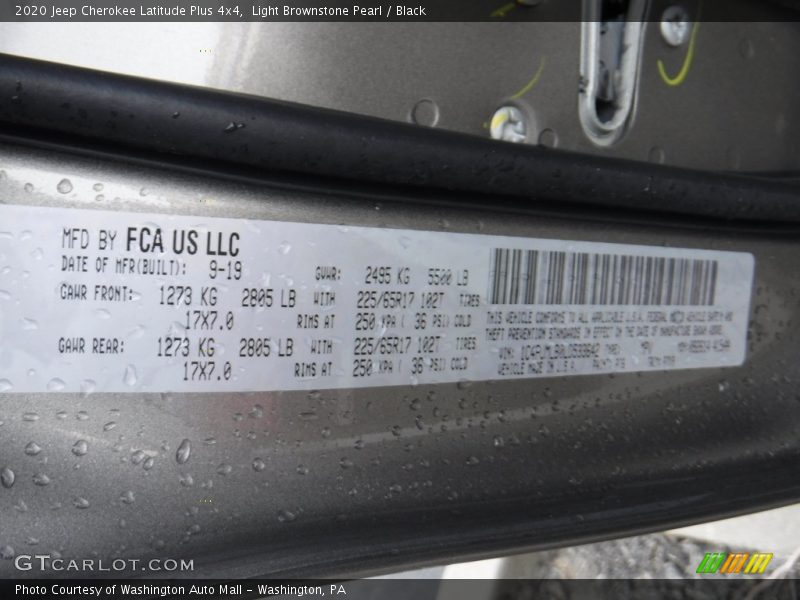 2020 Jeep Cherokee Latitude Plus 4x4, Light Brownstone Pearl / Black
MFD BY FCA US LLC
DATE OF MFR(BUILT): 9-19 GVWR: 2495 KG 5500 LB
GAWR FRONT: 1273 KG 2805 LB WITH 225/65R17 102T TIRES
17X7.0 RIMS AT 250 KPA ( 36 PSI) COLD
GAWR REAR: 1273 KG 2805 LB WITH 225/65R17 102T TIRES
17X7.0 RIMS AT 250 KPA ( 36 PSI) COLD
THIS VEHICLE CONFORMS TO ALL APPLICABLE U.S.A. FEDERAL MOTOR VEHICLE SAFETY AND
THEFT PREVENTION STANDARDS IN EFFECT ON THE DATE OF MANUFACTURE SHOWN ABOVE.
VIN:
VEHICLE MADE IN U.S.A.
GTCARLOT.COM
Photo Courtesy of Washington Auto Mall - Washington, PA